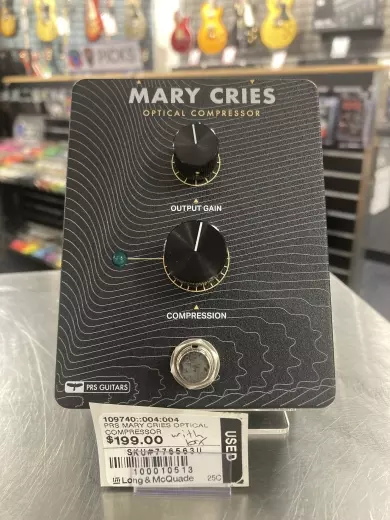 PICKS
MARY CRIES
OPTICAL COMPRESSOR
OUTPUT GAIN
COMPRESSION
PRS GUITARS
109740::004:004
PRS MARY CRIES OPTICAL
COMPRESSOR
$199.00
with
box
SKU#776563U
USED
100010513
Long & McQuade
25C